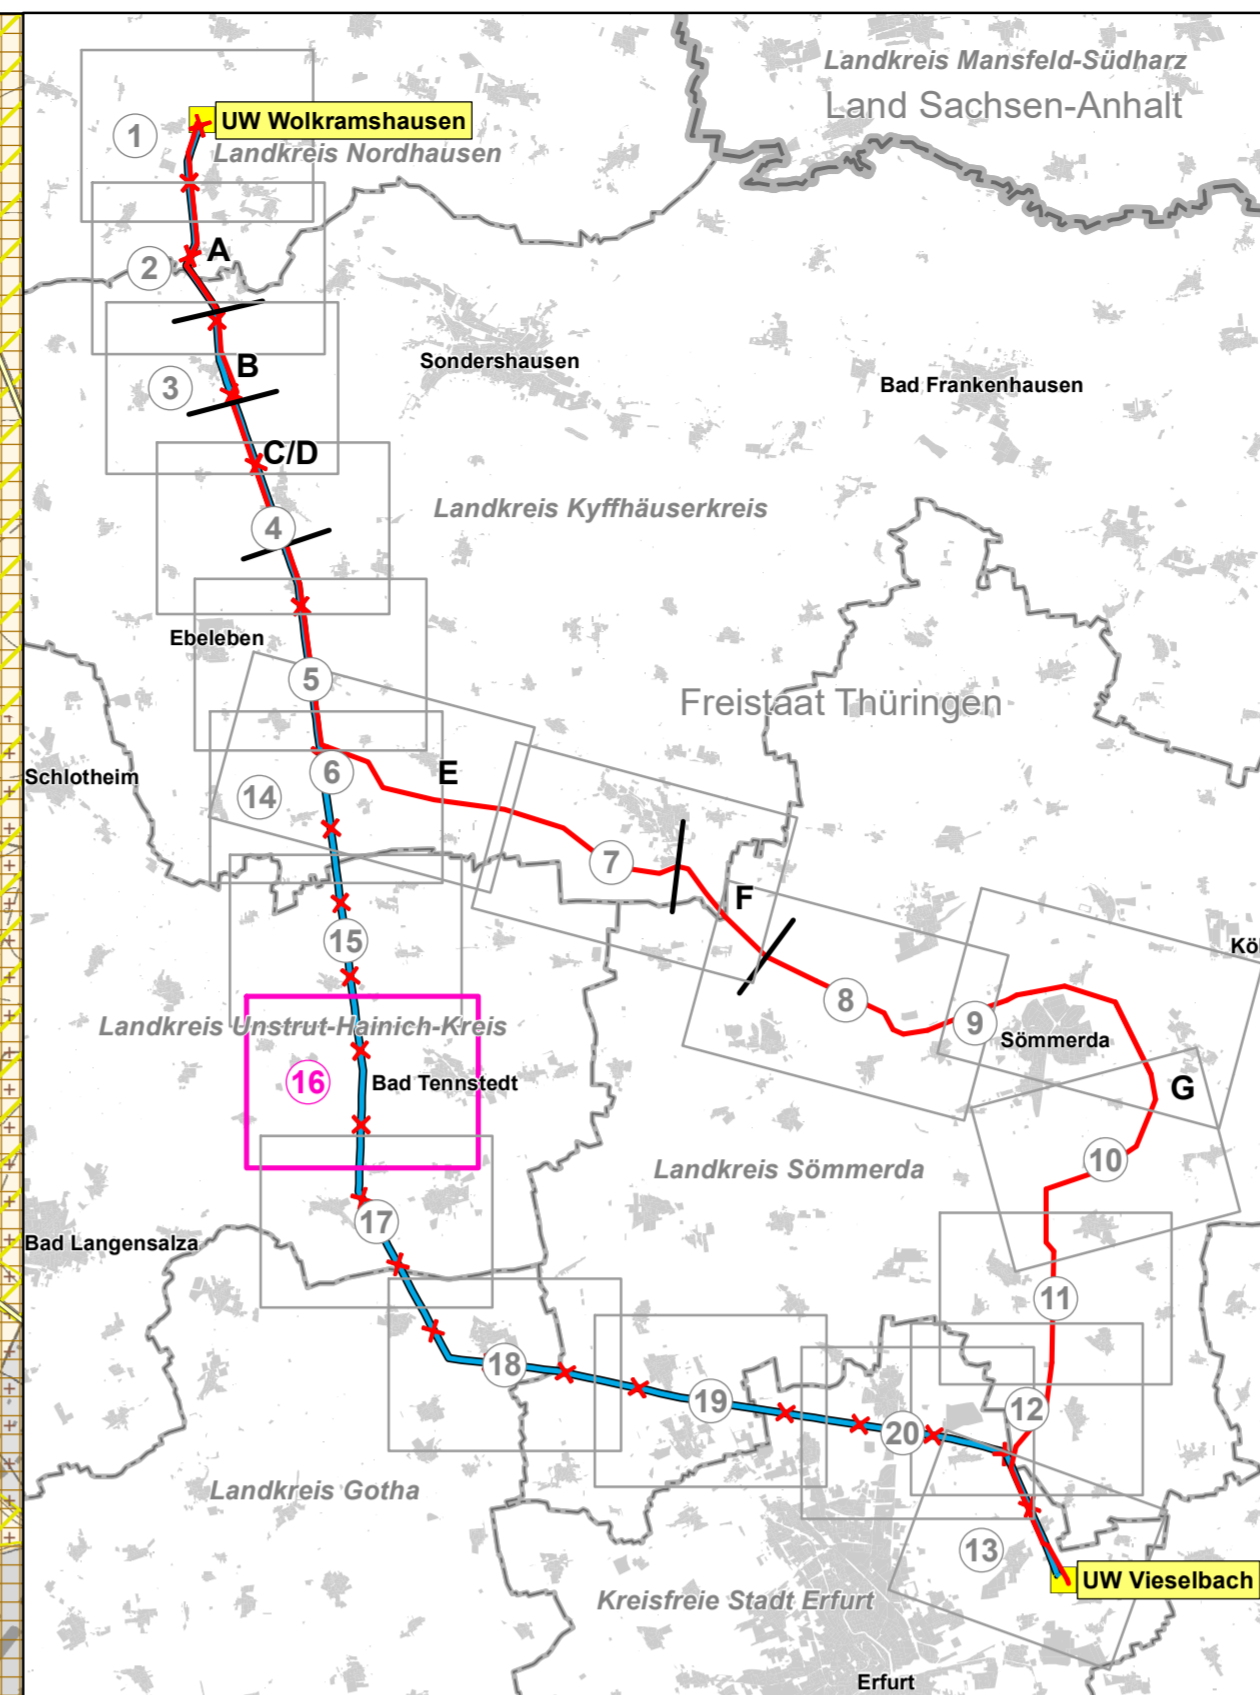 Landkreis Mansfeld-Südharz
Land Sachsen-Anhalt
UW Wolkramshausen
1
Landkreis Nordhausen
A
2
Sondershausen
B
3
Bad Frankenhausen
C/D
Landkreis Kyffhäuserkreis
4
Ebeleben
5
Freistaat Thüringen
Schlotheim
6
E
14
7
F
15
Kö
8
9
Landkreis Unstrut-Hainich-Kreis
Sömmerda
16
Bad Tennstedt
G
10
Landkreis Sömmerda
17
Bad Langensalza
11
18
19
12
20
Landkreis Gotha
13
UW Vieselbach
Kreisfreie Stadt Erfurt
Erfurt